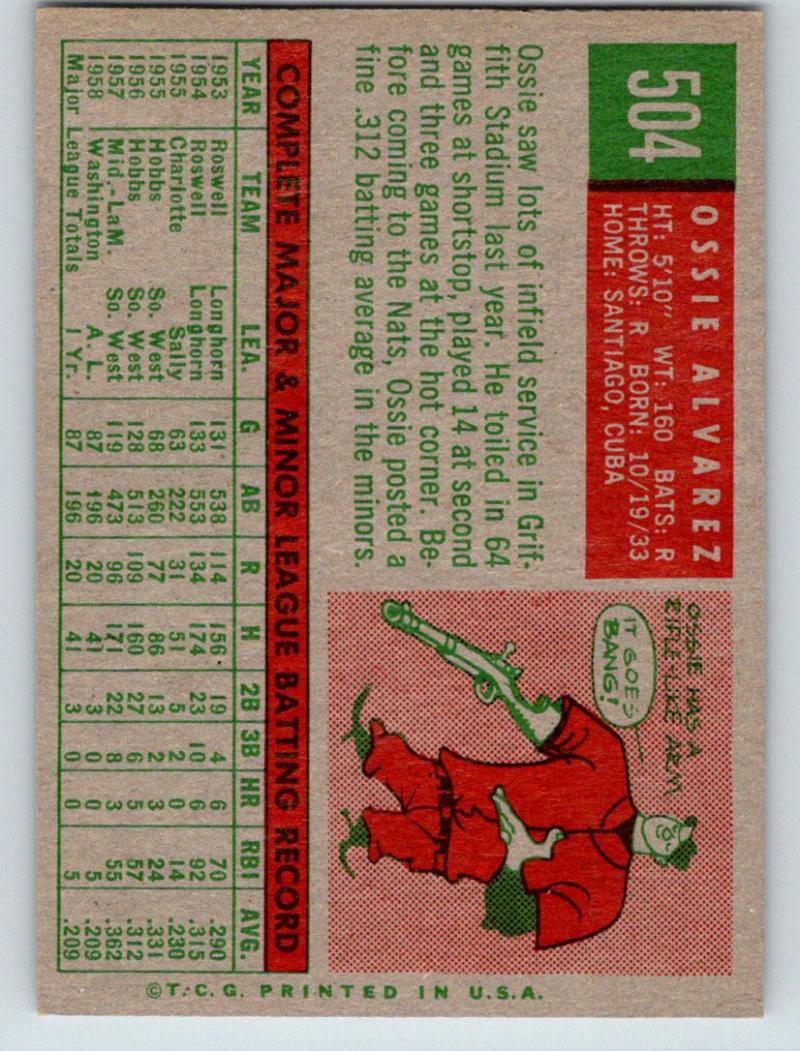 504
OSSIE ALVAREZ
HT: 5'10" WT: 160 BATS: R
THROWS: R BORN: 10/19/33
HOME: SANTIAGO, CUBA
Ossie saw lots of infield service in Grif-
fith Stadium last year. He toiled in 64
games at shortstop, played 14 at second
and three games at the hot corner. Be-
fore coming to the Nats, Ossie posted a
fine .312 batting average in the minors.
OSSIE HAS A
RIFLE-LIKE ARM
IT GOES
BANG!
COMPLETE MAJOR & MINOR LEAGUE BATTING RECORD
YEAR TEAM LEA. G AB R H 2B 3B HR RBI AVG.
1953 Roswell Longhorn 131 538 114 156 19 4 6 70 .290
1954 Roswell Longhorn 133 553 134 174 23 10 6 92 .315
1955 Charlotte Sally 63 222 31 51 5 2 0 14 .230
1955 Hobbs So. West 68 260 77 86 13 2 3 24 .331
1956 Hobbs So. West 128 513 109 160 27 6 5 57 .312
1957 Mid.-LaM. So. West 119 473 96 171 22 8 3 55 .362
1958 Washington A. L. 87 196 20 41 3 0 0 5 .209
Major League Totals 1 Yr. 87 196 20 41 3 0 0 5 .209
©T.C.G. PRINTED IN U.S.A.